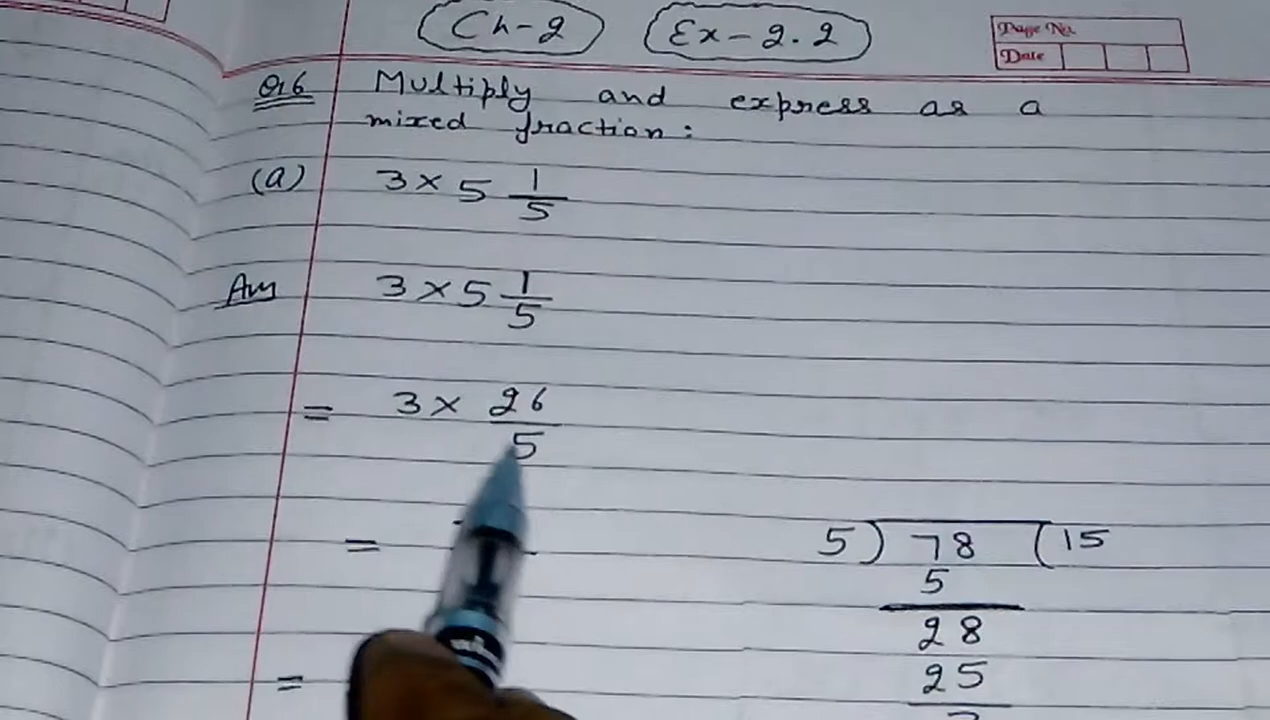 Ch-2 Ex-2.2
Page No.
Date
Q.6 Multiply and express as a
mixed fraction:
(a) 3 × 5 1/5
Ans 3 × 5 1/5
= 3 × 26/5
=
5 ) 78 ( 15
5
28
25
=